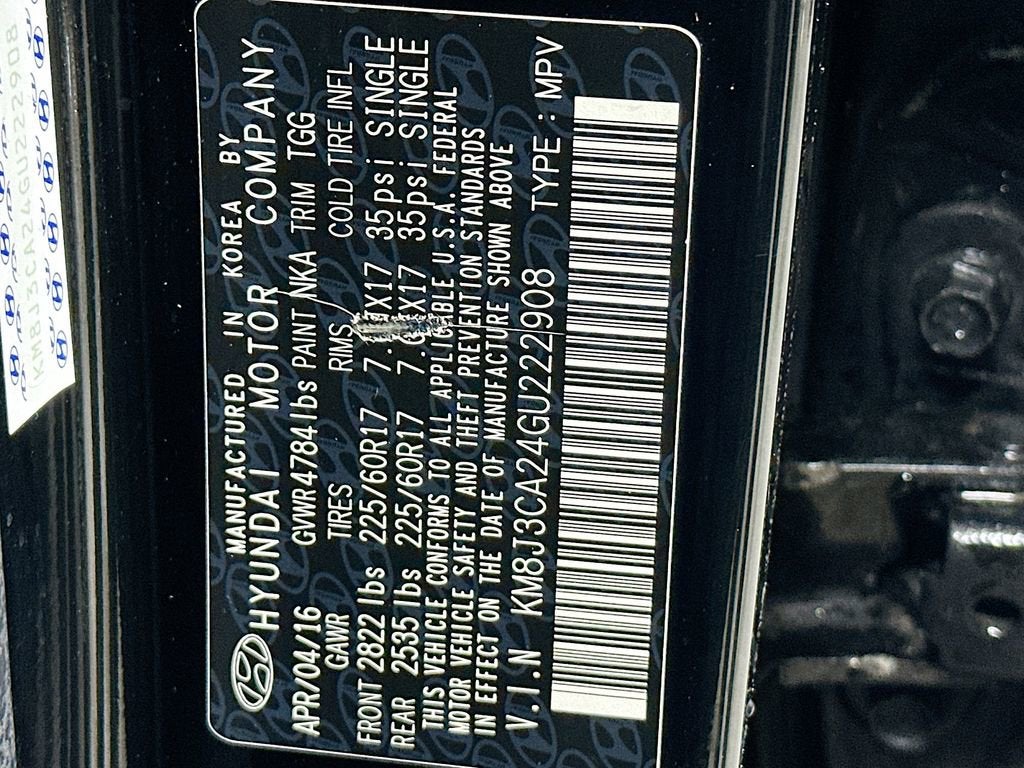 MANUFACTURED IN KOREA BY
HYUNDAI MOTOR COMPANY
APR/04/16 GVWR4784lbs PAINT NKA TRIM TGG
GAWR TIRES RIMS COLD TIRE INFL
FRONT 2822 lbs 225/60R17 7. X17 35psi SINGLE
REAR 2535 lbs 225/60R17 7. X17 35psi SINGLE
THIS VEHICLE CONFORMS TO ALL APPLICABLE U.S.A. FEDERAL
MOTOR VEHICLE SAFETY AND THEFT PREVENTION STANDARDS
IN EFFECT ON THE DATE OF MANUFACTURE SHOWN ABOVE
V.I.N KM8J3CA24GU222908 TYPE : MPV
(KM8J3CA24GU222908